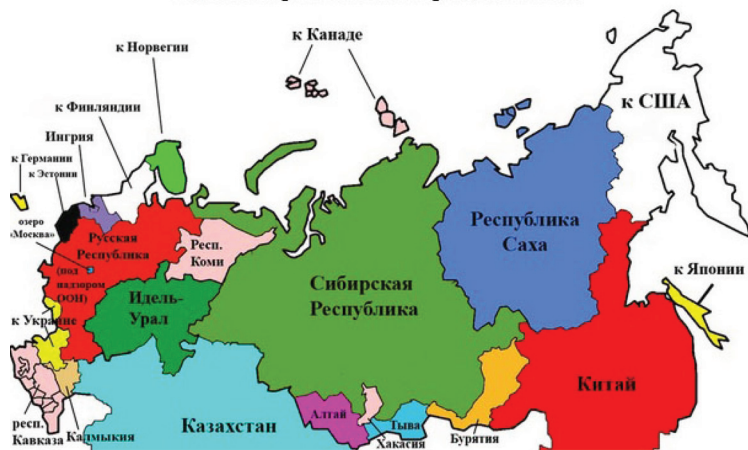 к Канаде
к Норвегии
к США
к Финляндии
Ингрия
к Германии
к Эстонии
озеро
«Москва»
Русская
Республика
(под
надзором
ООН)
Респ.
Коми
Республика
Саха
Сибирская
Республика
к Японии
Идель-
Урал
к Украине
Китай
Казахстан
Алтай
Тыва
Хакасия
Бурятия
респ.
Кавказа
Калмыкия